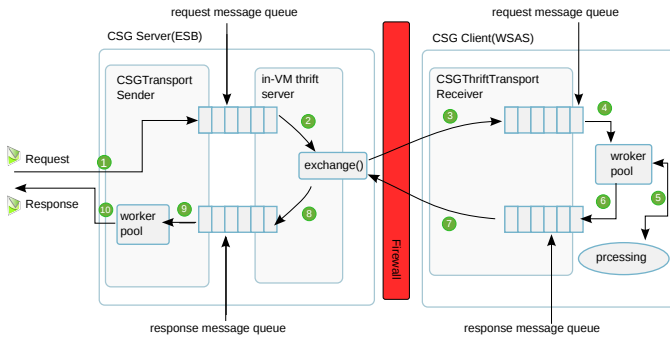 request message queue
request message queue
CSG Server(ESB)
CSG Client(WSAS)
CSGTransport
Sender
in-VM thrift
server
CSGThriftTransport
Receiver
1
2
3
4
Request
exchange()
wroker
pool
Response
10
9
8
7
6
5
worker
pool
Firewall
prcessing
response message queue
response message queue